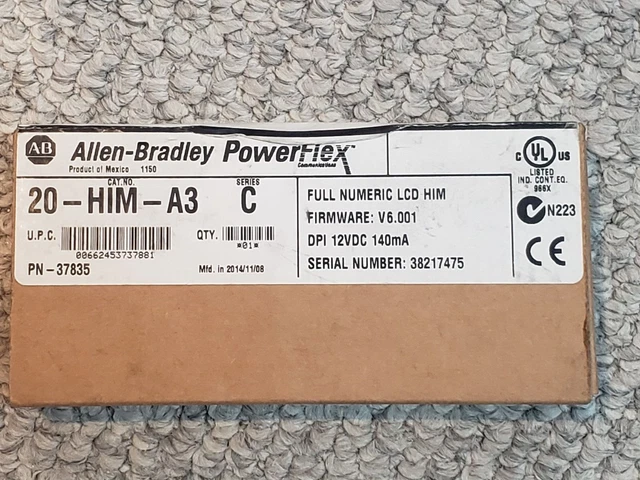 AB Allen-Bradley PowerFlex
Communications
Product of Mexico 1150
CAT.NO. SERIES
20-HIM-A3 C
U.P.C. QTY.
00662453737881 *01*
PN-37835 Mfd. in 2014/11/08
FULL NUMERIC LCD HIM
FIRMWARE: V6.001
DPI 12VDC 140mA
SERIAL NUMBER: 38217475
C UL US
LISTED
IND. CONT. EQ.
966X
N223
CE